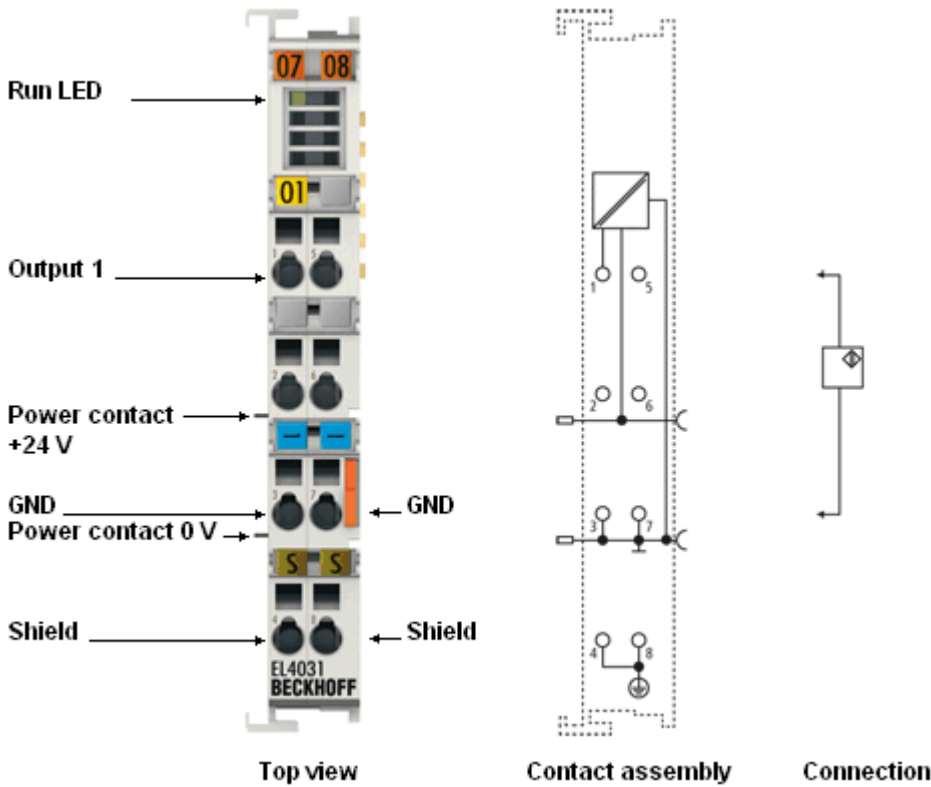 07 08
Run LED
01
Output 1
1 5
1 5
2 6
2 6
Power contact
+24 V
GND
3 7
GND
3 7
Power contact 0 V
S S
Shield
4 8
Shield
4 8
EL4031
BECKHOFF
Top view
Contact assembly
Connection